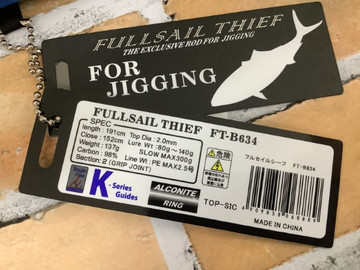 FULLSAIL THIEF
THE EXCLUSIVE ROD FOR JIGGING
FOR
JIGGING
FULLSAIL THIEF FT-B634
SPEC
length: 191cm Top Dia: 2.0mm
Close: 152cm Lure Wt: 80g~140g
Weight: 137g SLOW MAX300g
Carbon: 98% Line Wt: PE MAX2.5号
Section: 2 (GRIP JOINT)
K-Series
Guides
ALCONITE
RING
危険
TOP-SIC
フルセイルシーフ FT-B634
MADE IN CHINA